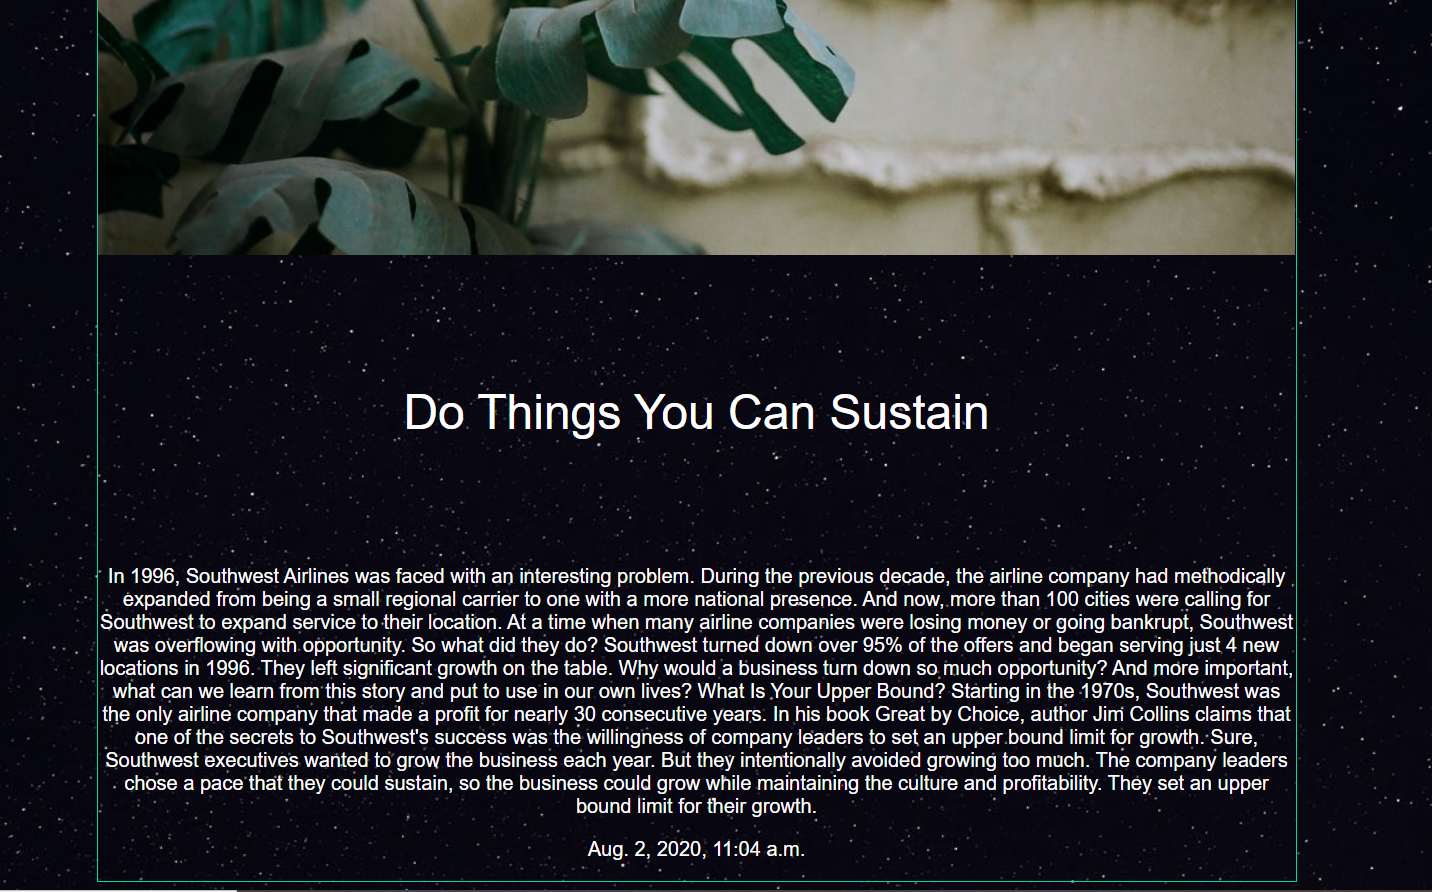 Do Things You Can Sustain
In 1996, Southwest Airlines was faced with an interesting problem. During the previous decade, the airline company had methodically
expanded from being a small regional carrier to one with a more national presence. And now, more than 100 cities were calling for
Southwest to expand service to their location. At a time when many airline companies were losing money or going bankrupt, Southwest
was overflowing with opportunity. So what did they do? Southwest turned down over 95% of the offers and began serving just 4 new
locations in 1996. They left significant growth on the table. Why would a business turn down so much opportunity? And more important,
what can we learn from this story and put to use in our own lives? What Is Your Upper Bound? Starting in the 1970s, Southwest was
the only airline company that made a profit for nearly 30 consecutive years. In his book Great by Choice, author Jim Collins claims that
one of the secrets to Southwest's success was the willingness of company leaders to set an upper bound limit for growth. Sure,
Southwest executives wanted to grow the business each year. But they intentionally avoided growing too much. The company leaders
chose a pace that they could sustain, so the business could grow while maintaining the culture and profitability. They set an upper
bound limit for their growth.
Aug. 2, 2020, 11:04 a.m.